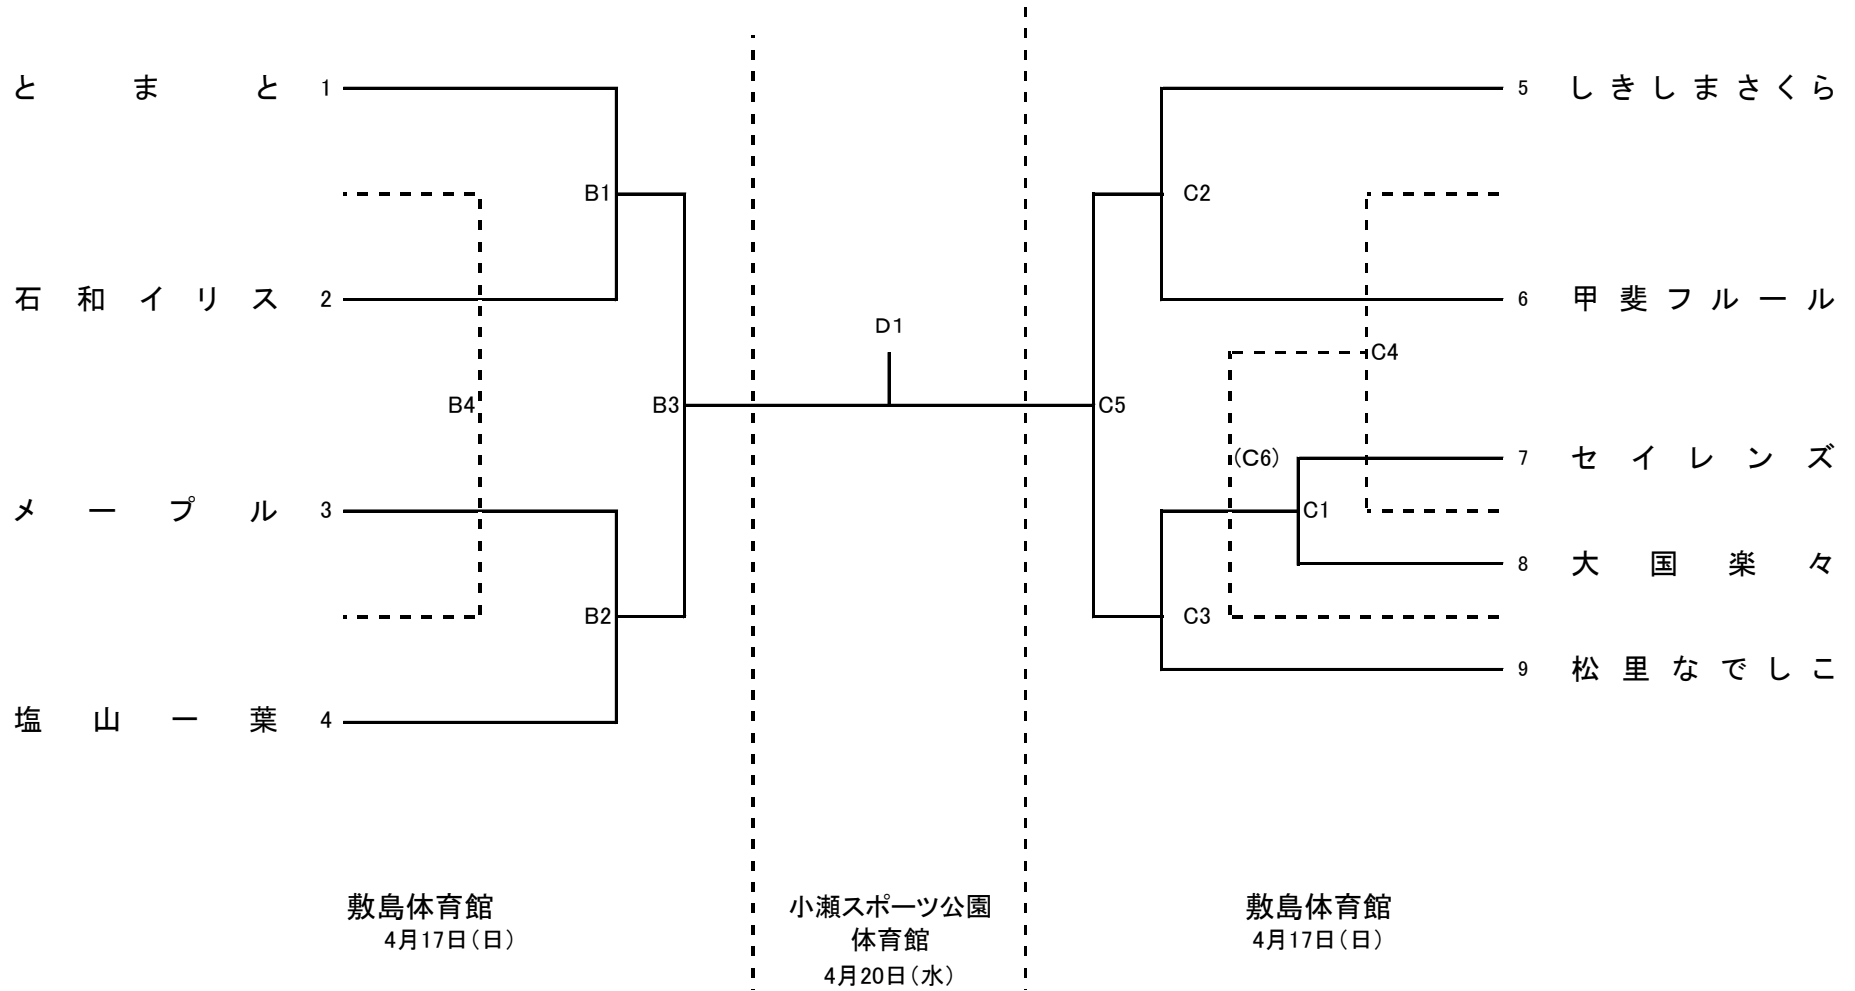 とまと 1
B1
石和イリス 2
B4
B3
メープル 3
B2
塩山一葉 4
D1
5 しきしまさくら
C2
6 甲斐フルール
C4
C5
(C6)
7 セイレンズ
C1
8 大国楽々
C3
9 松里なでしこ
敷島体育館
4月17日(日)
小瀬スポーツ公園
体育館
4月20日(水)
敷島体育館
4月17日(日)